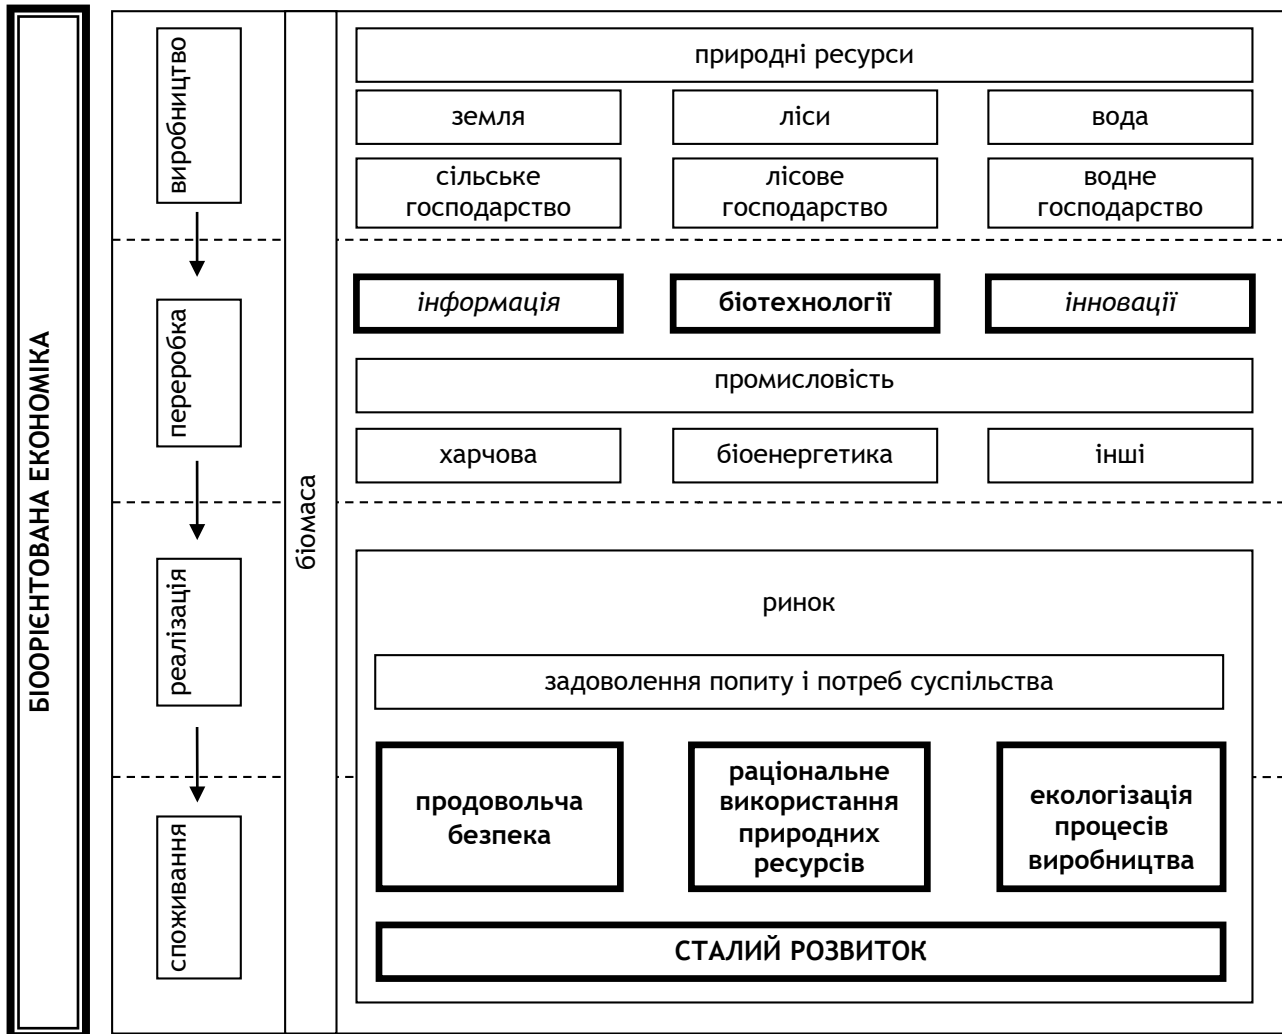 БІООРІЄНТОВАНА ЕКОНОМІКА
виробництво
переробка
реалізація
споживання
біомаса
природні ресурси
земля
ліси
вода
сільське
господарство
лісове
господарство
водне
господарство
інформація
біотехнології
інновації
промисловість
харчова
біоенергетика
інші
ринок
задоволення попиту і потреб суспільства
продовольча
безпека
раціональне
використання
природних
ресурсів
екологізація
процесів
виробництва
СТАЛИЙ РОЗВИТОК